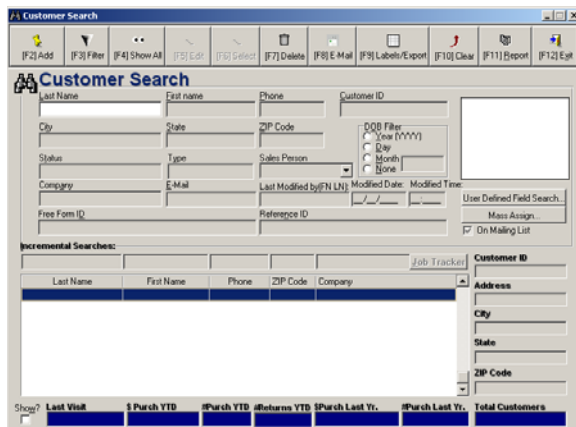 Customer Search
[F2] Add [F3] Filter [F4] Show All [F5] Edit [F6] Select [F7] Delete [F8] E-Mail [F9] Labels/Export [F10] Clear [F11] Report [F12] Exit
Customer Search
Last Name First name Phone Customer ID
City State ZIP Code DOB Filter
Year (YYYY)
Day
Month
None
Status Type Sales Person
Company E-Mail Last Modified by(FN LN): Modified Date: Modified Time:
__/__/____ __:__
User Defined Field Search...
Mass Assign...
On Mailing List
Free Form ID Reference ID
Incremental Searches:
Job Tracker
Last Name First Name Phone ZIP Code Company
Customer ID
Address
City
State
ZIP Code
Show? Last Visit $ Purch YTD #Purch YTD #Returns YTD $Purch Last Yr. #Purch Last Yr. Total Customers